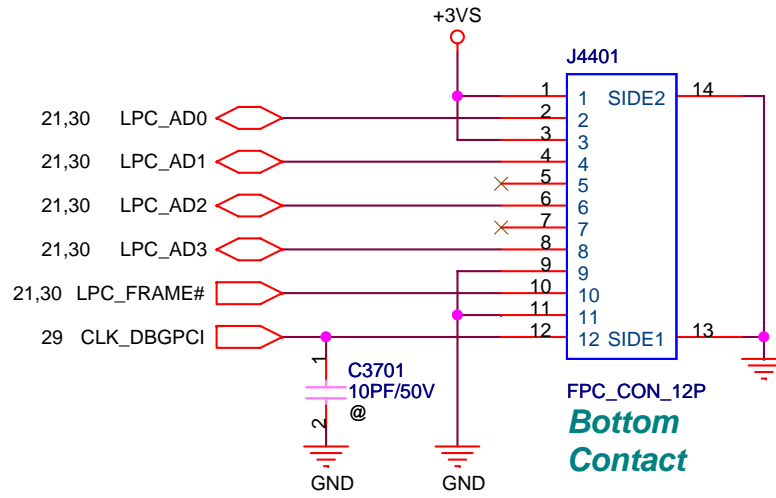 +3VS
J4401
1 1 SIDE2 14
21,30 LPC_AD0 2 2
3 3
21,30 LPC_AD1 4 4
5 5
21,30 LPC_AD2 6 6
7 7
21,30 LPC_AD3 8 8
9 9
21,30 LPC_FRAME# 10 10
11 11
29 CLK_DBGPCI 12 12 SIDE1 13
1
C3701
10PF/50V
@
2
FPC_CON_12P
Bottom
Contact
GND GND